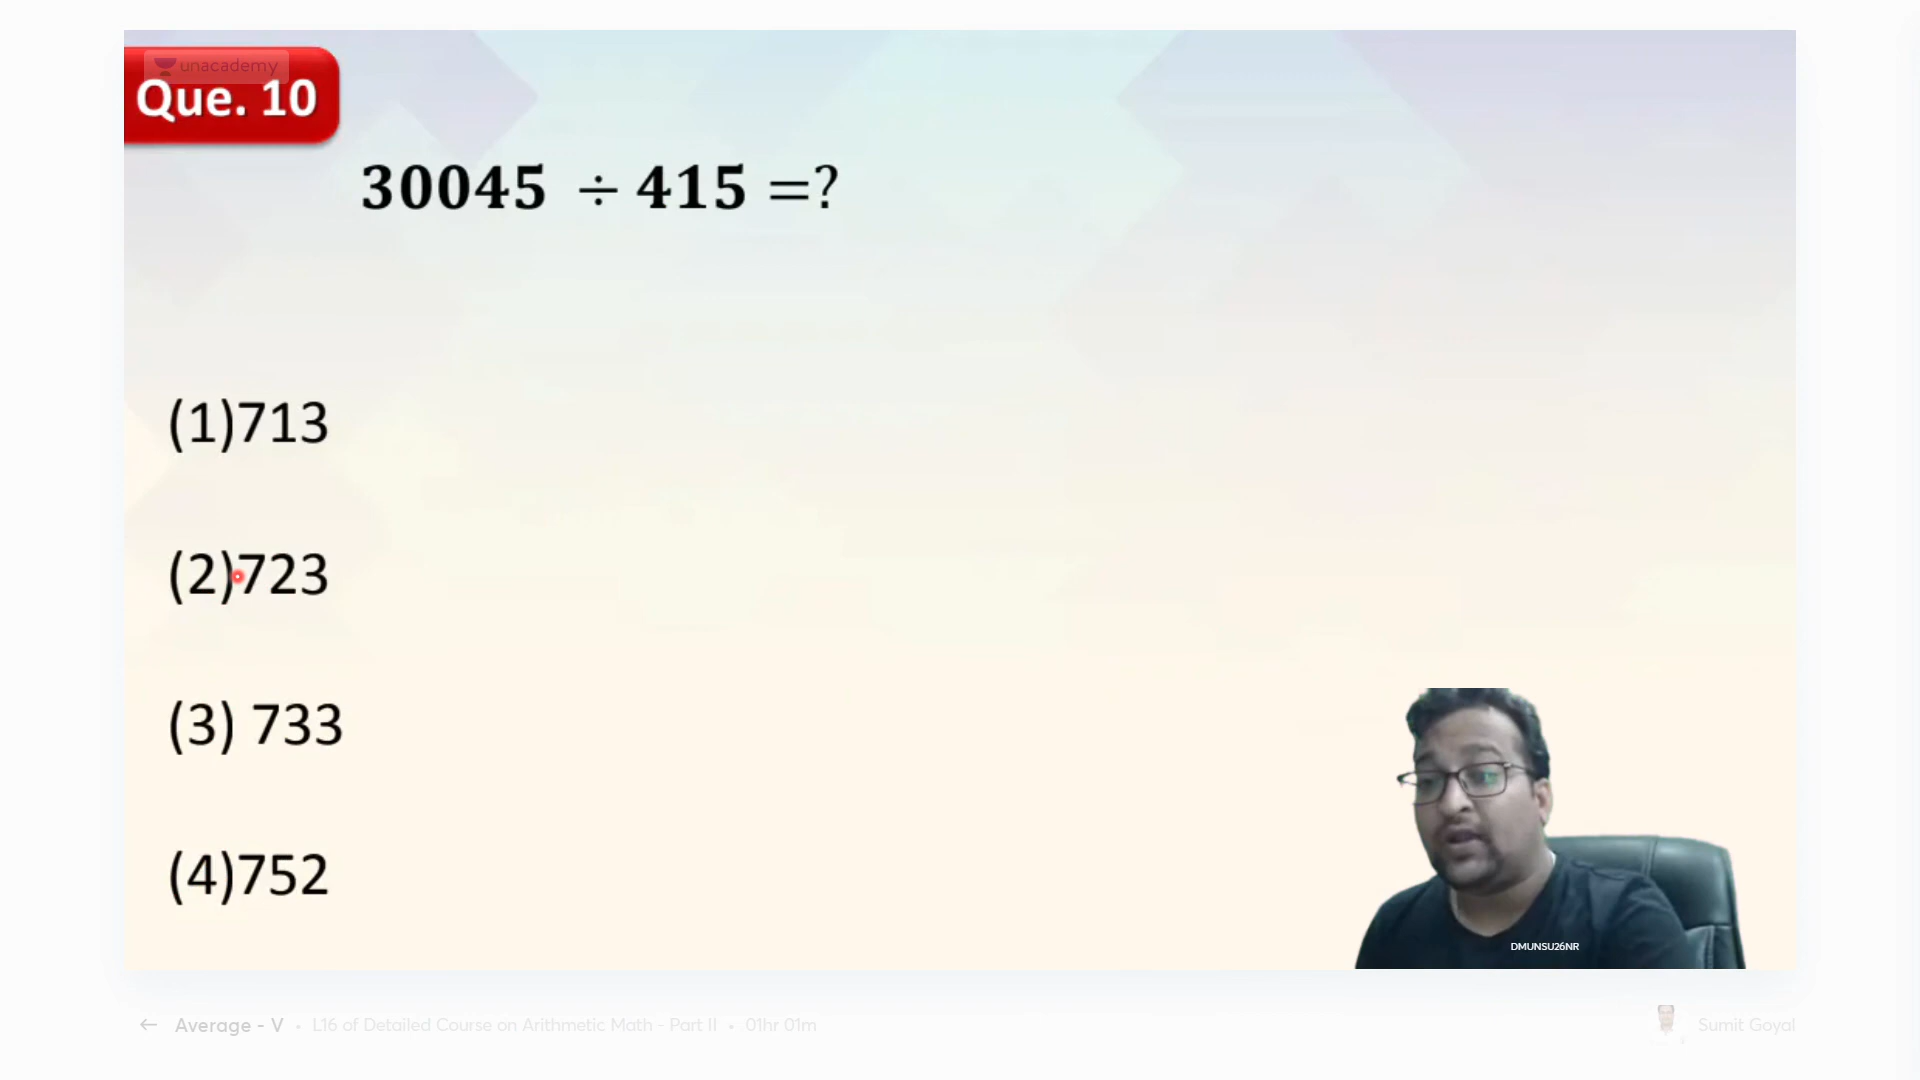 unacademy
Que. 10
30045 ÷ 415 =?
(1)713
(2)723
(3) 733
(4)752
DMUNSU26NR
← Average - V • L16 of Detailed Course on Arithmetic Math - Part II • 01hr 01m
Sumit Goyal